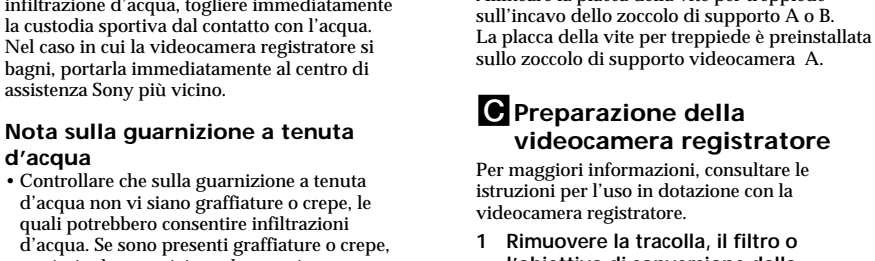 infiltrazione d’acqua, togliere immediatamente
la custodia sportiva dal contatto con l’acqua.
Nel caso in cui la videocamera registratore si
bagni, portarla immediatamente al centro di
assistenza Sony più vicino.
Nota sulla guarnizione a tenuta
d’acqua
• Controllare che sulla guarnizione a tenuta
d’acqua non vi siano graffiature o crepe, le
quali potrebbero consentire infiltrazioni
d’acqua. Se sono presenti graffiature o crepe,
sull’incavo dello zoccolo di supporto A o B.
La placca della vite per treppiede è preinstallata
sullo zoccolo di supporto videocamera A.
C Preparazione della
videocamera registratore
Per maggiori informazioni, consultare le
istruzioni per l’uso in dotazione con la
videocamera registratore.
1 Rimuovere la tracolla, il filtro o
l’obiettivo di conversione dalla